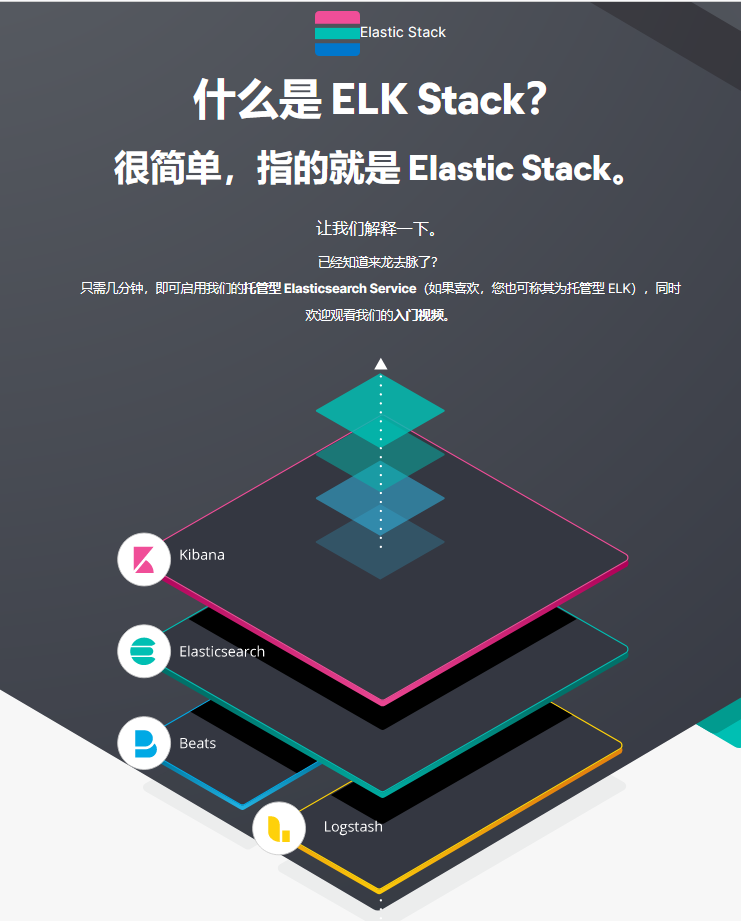 Elastic Stack
什么是 ELK Stack？
很简单，指的就是 Elastic Stack。
让我们解释一下。
已经知道来龙去脉了？
只需几分钟，即可启用我们的托管型 Elasticsearch Service（如果喜欢，您也可称其为托管型 ELK），同时
欢迎观看我们的入门视频。
Kibana
Elasticsearch
Beats
Logstash